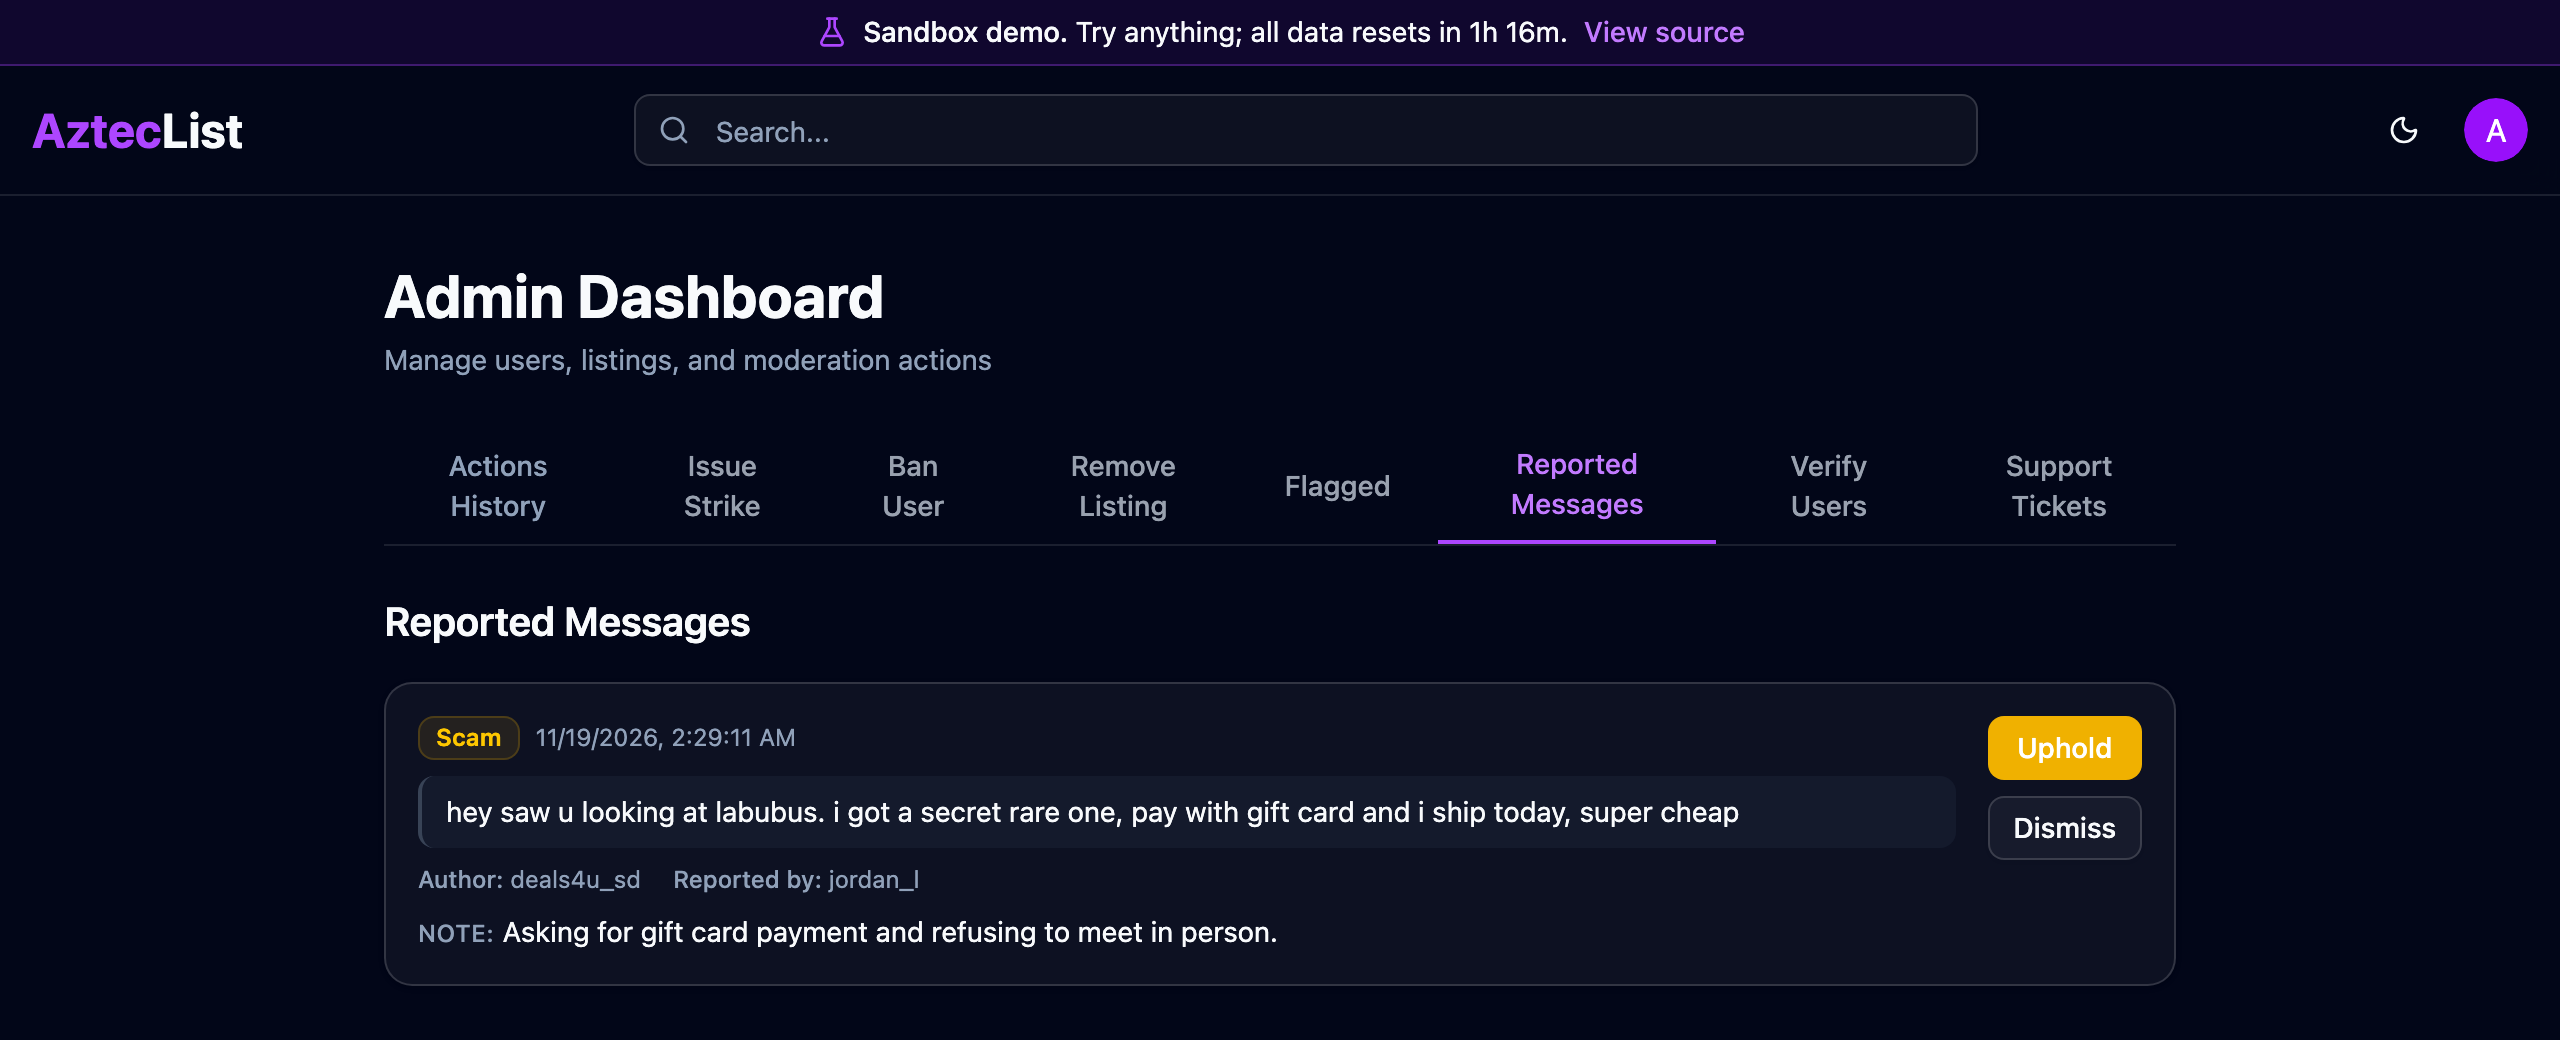 Sandbox demo. Try anything; all data resets in 1h 16m. View source
AztecList
Search...
A
Admin Dashboard
Manage users, listings, and moderation actions
Actions History
Issue Strike
Ban User
Remove Listing
Flagged
Reported Messages
Verify Users
Support Tickets
Reported Messages
Scam 11/19/2026, 2:29:11 AM
Uphold
hey saw u looking at labubus. i got a secret rare one, pay with gift card and i ship today, super cheap
Dismiss
Author: deals4u_sd Reported by: jordan_l
NOTE: Asking for gift card payment and refusing to meet in person.